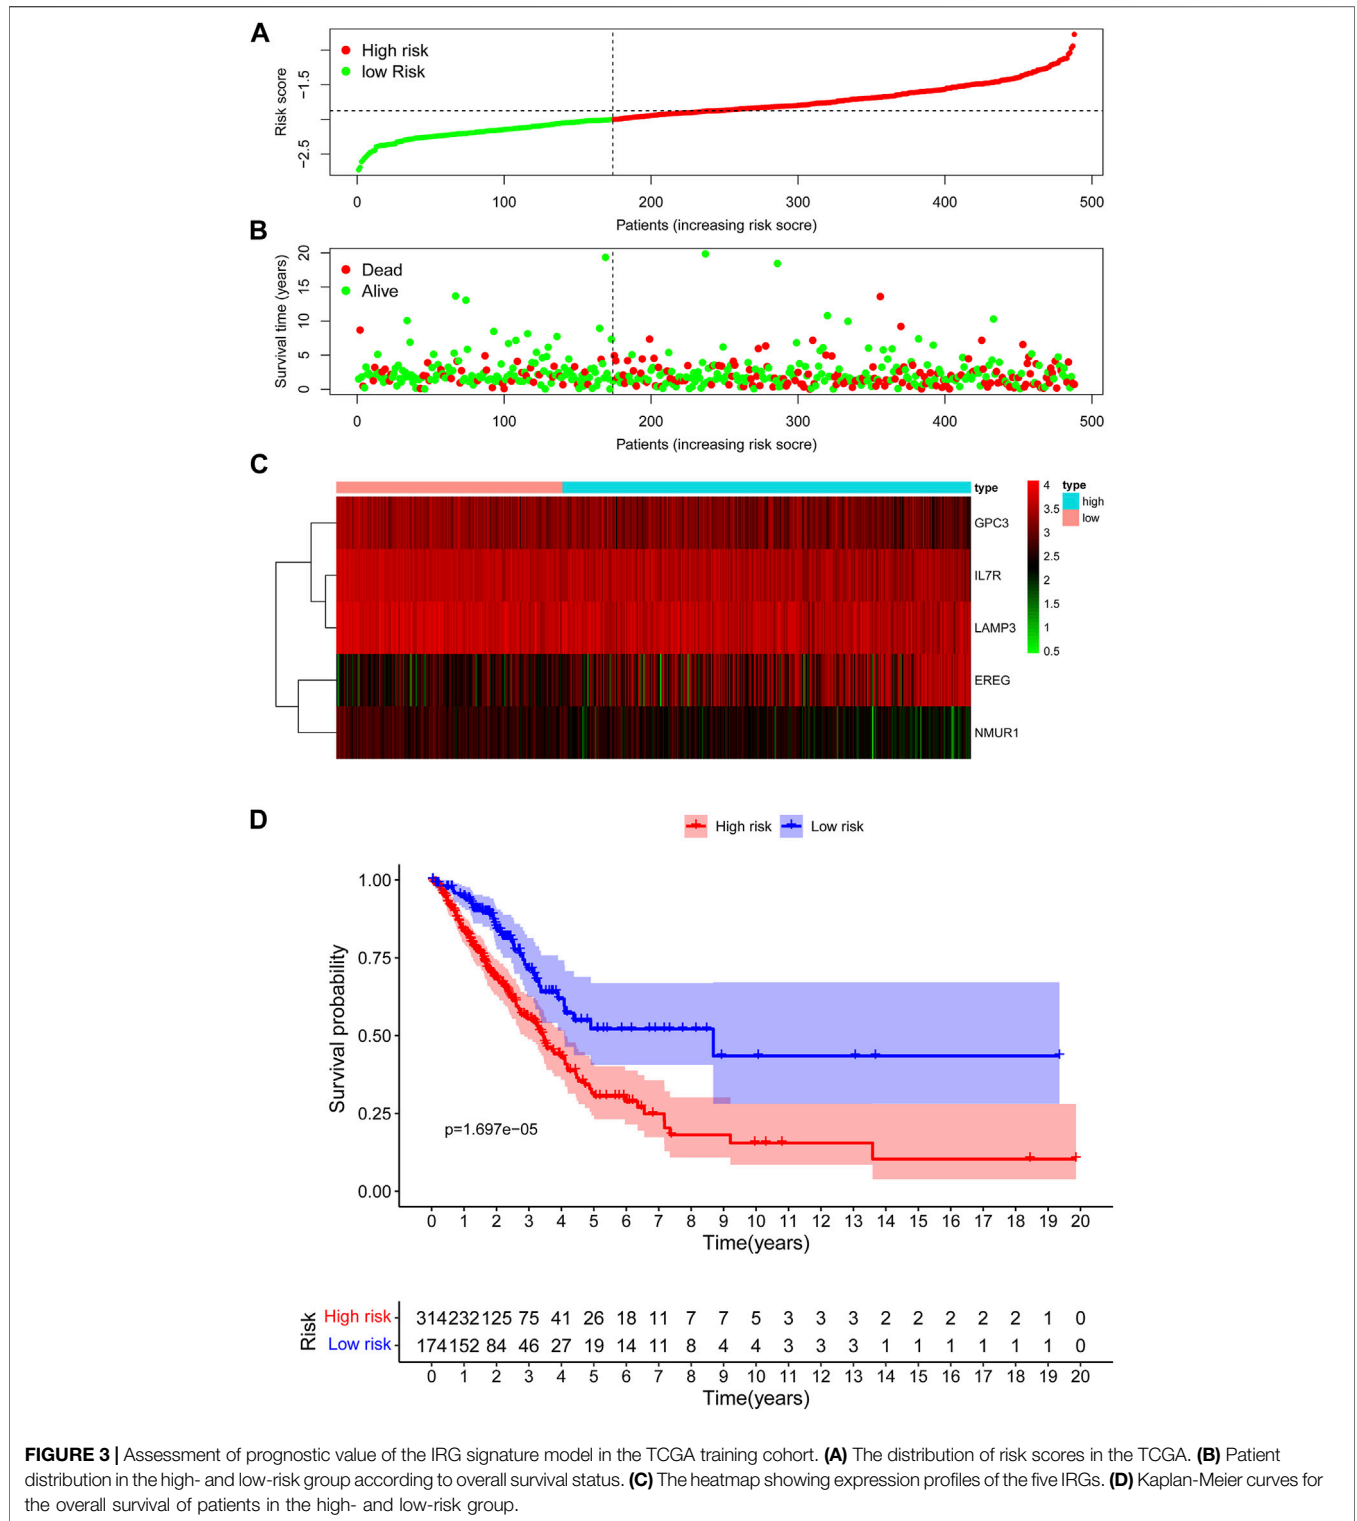 A
High risk
low Risk
Risk score
−1.5
−2.5
0 100 200 300 400 500
Patients (increasing risk socre)
B
Dead
Alive
Survival time (years)
20
15
10
5
0
0 100 200 300 400 500
Patients (increasing risk socre)
C
type
GPC3
IL7R
LAMP3
EREG
NMUR1
4
3.5
3
2.5
2
1.5
1
0.5
type
high
low
D
High risk Low risk
Survival probability
1.00
0.75
0.50
0.25
0.00
p=1.697e−05
0 1 2 3 4 5 6 7 8 9 10 11 12 13 14 15 16 17 18 19 20
Time(years)
Risk
High risk 314 232 125 75 41 26 18 11 7 7 5 3 3 3 2 2 2 2 2 1 0
Low risk 174 152 84 46 27 19 14 11 8 4 4 3 3 3 1 1 1 1 1 1 0
0 1 2 3 4 5 6 7 8 9 10 11 12 13 14 15 16 17 18 19 20
Time(years)
FIGURE 3 | Assessment of prognostic value of the IRG signature model in the TCGA training cohort. (A) The distribution of risk scores in the TCGA. (B) Patient
distribution in the high- and low-risk group according to overall survival status. (C) The heatmap showing expression profiles of the five IRGs. (D) Kaplan-Meier curves for
the overall survival of patients in the high- and low-risk group.